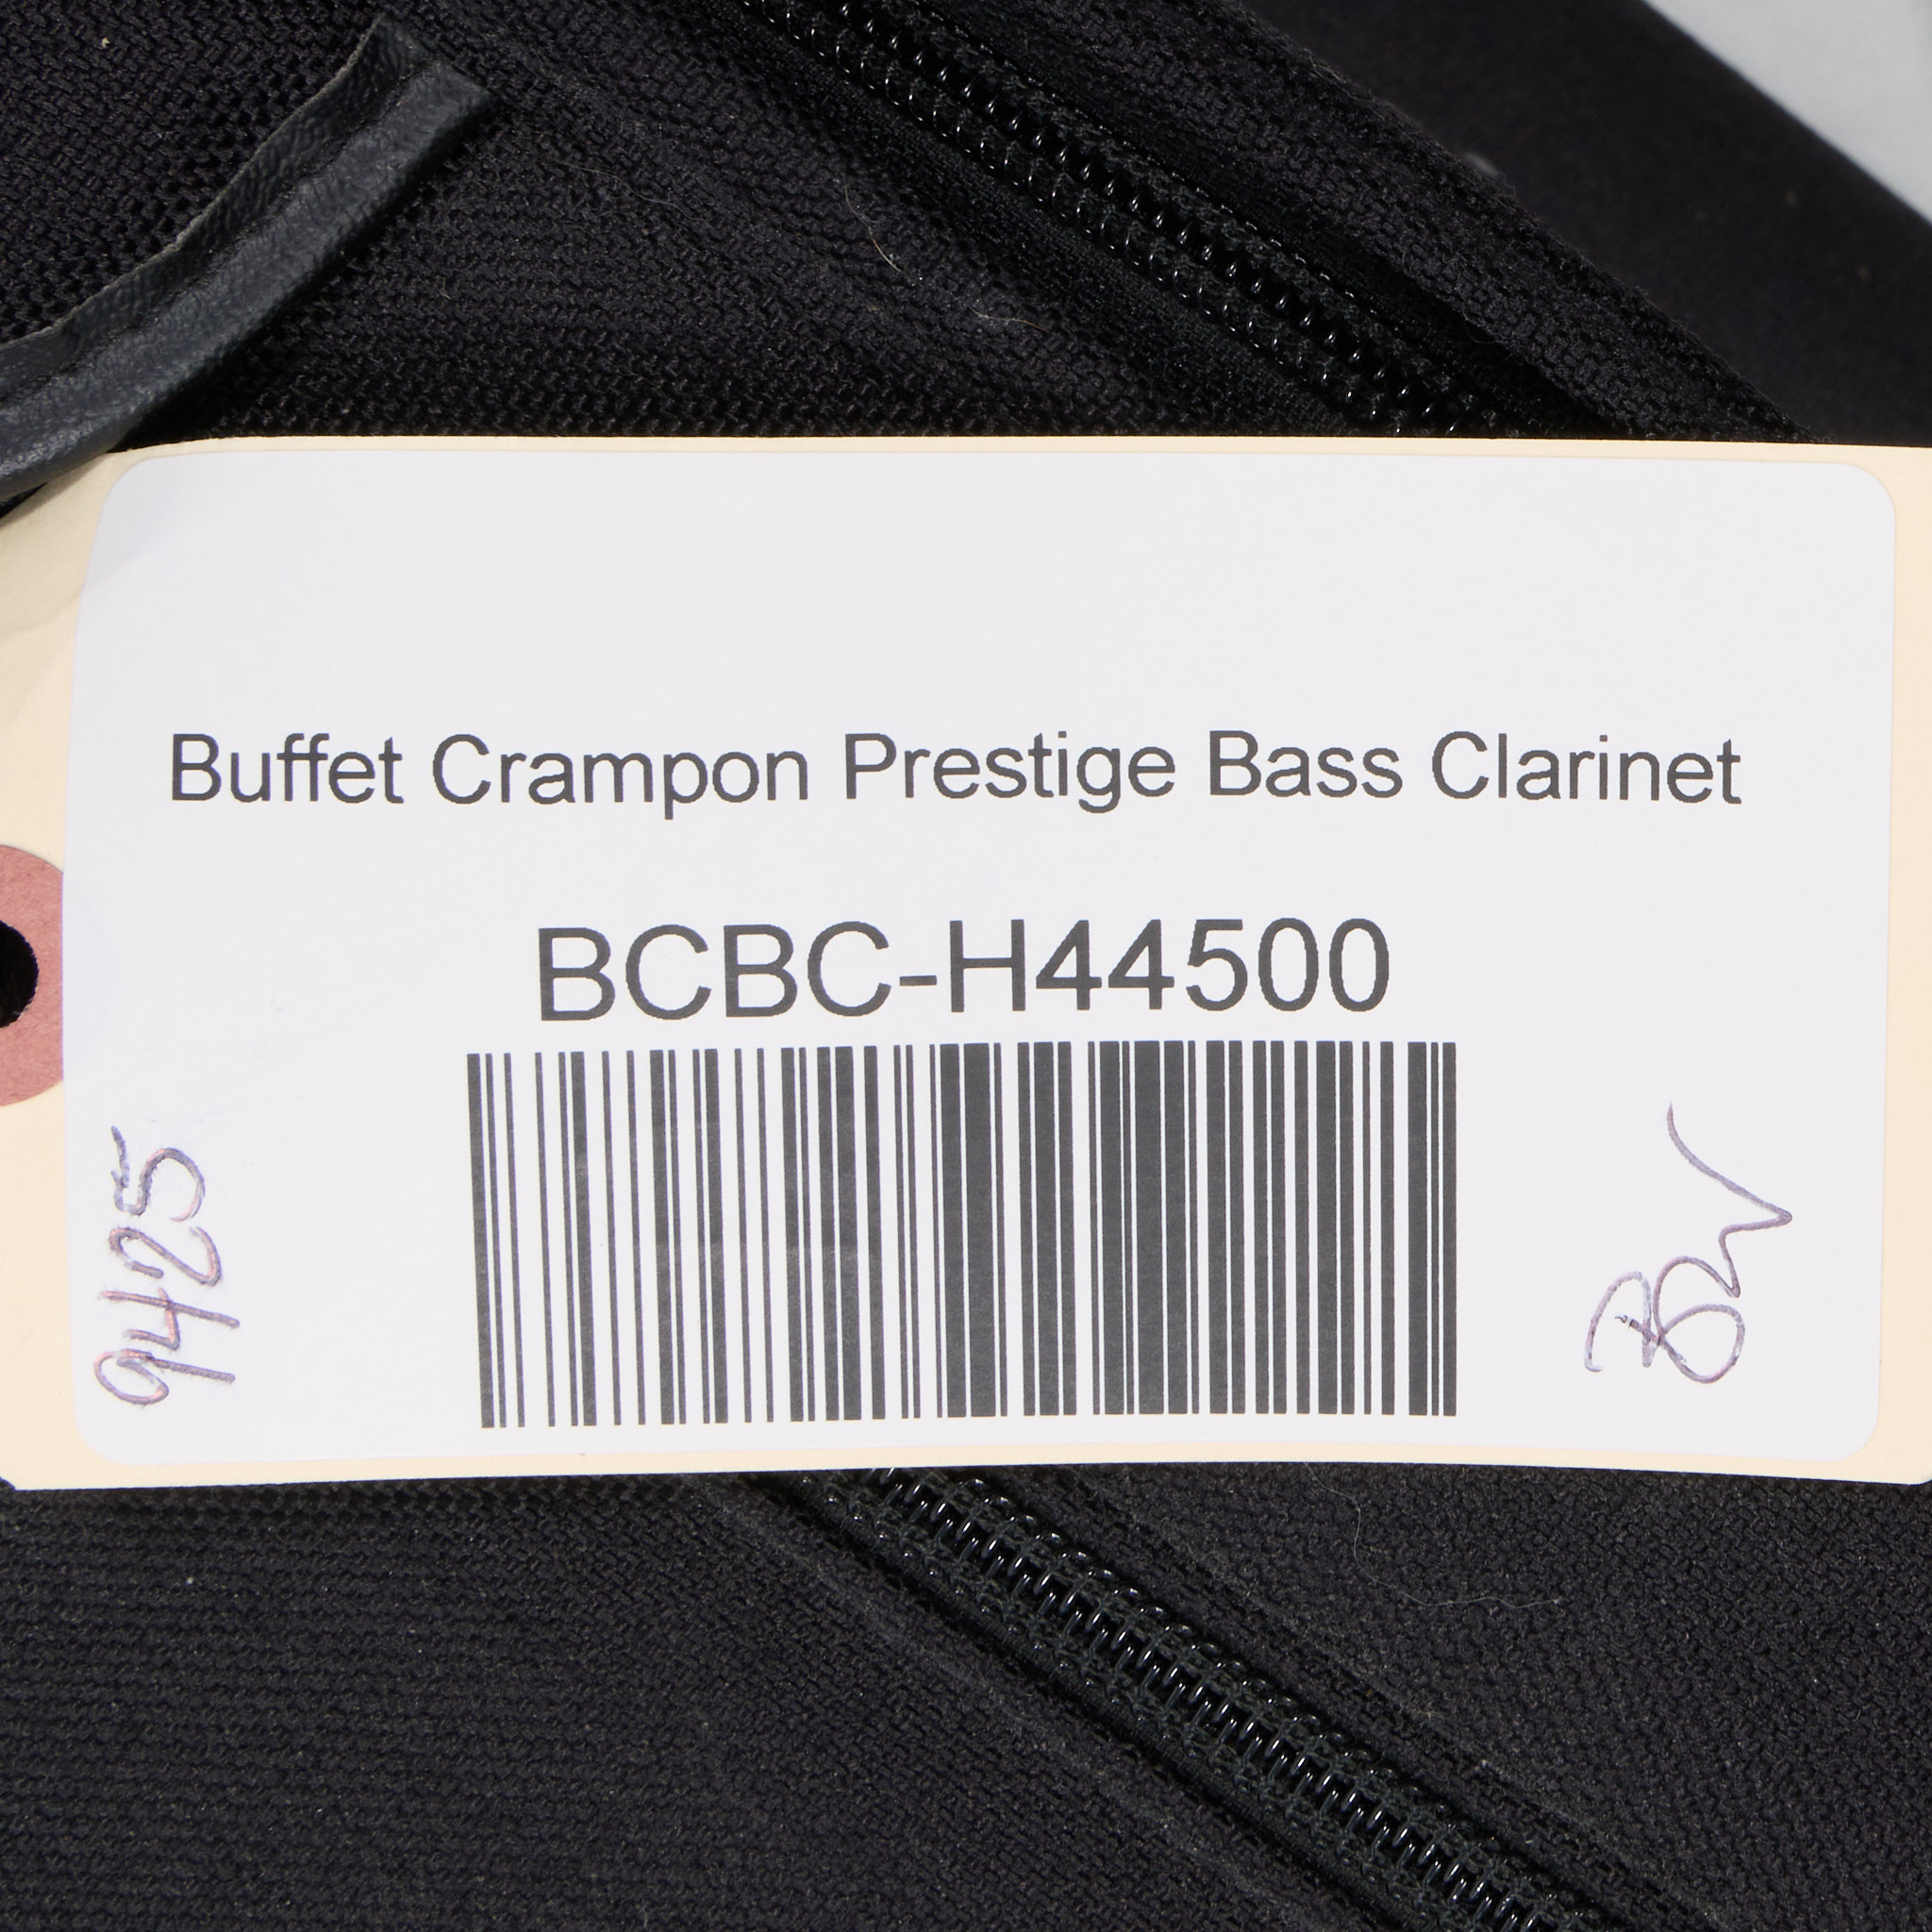 Buffet Crampon Prestige Bass Clarinet
BCBC-H44500
9425